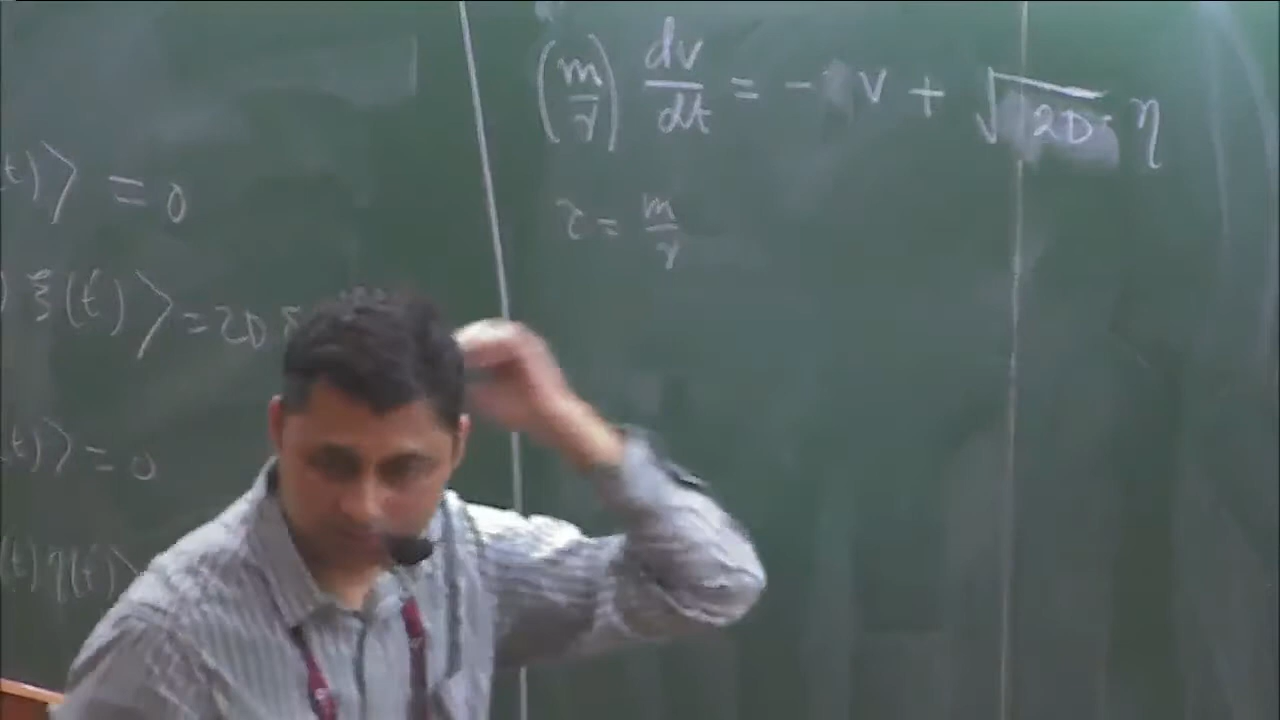 t)⟩ = 0
) ξ(t')⟩ = 2D δ
(t)⟩ = 0
(t) η(t')⟩
(m/γ) dv/dt = - v + √2D η
τ = m/γ